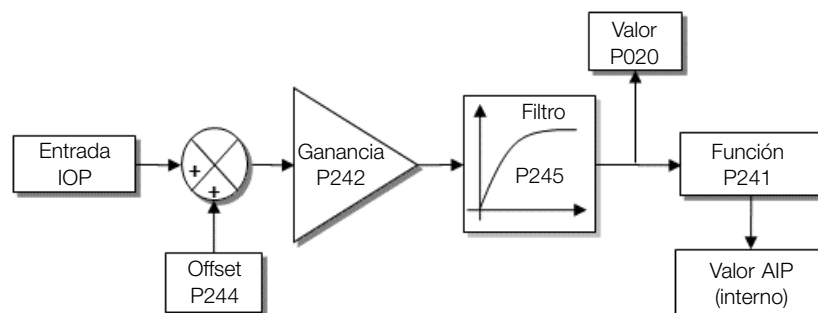 Valor
P020
Filtro
Entrada
IOP
+
+
Ganancia
P242
P245
Función
P241
Offset
P244
Valor AIP
(interno)